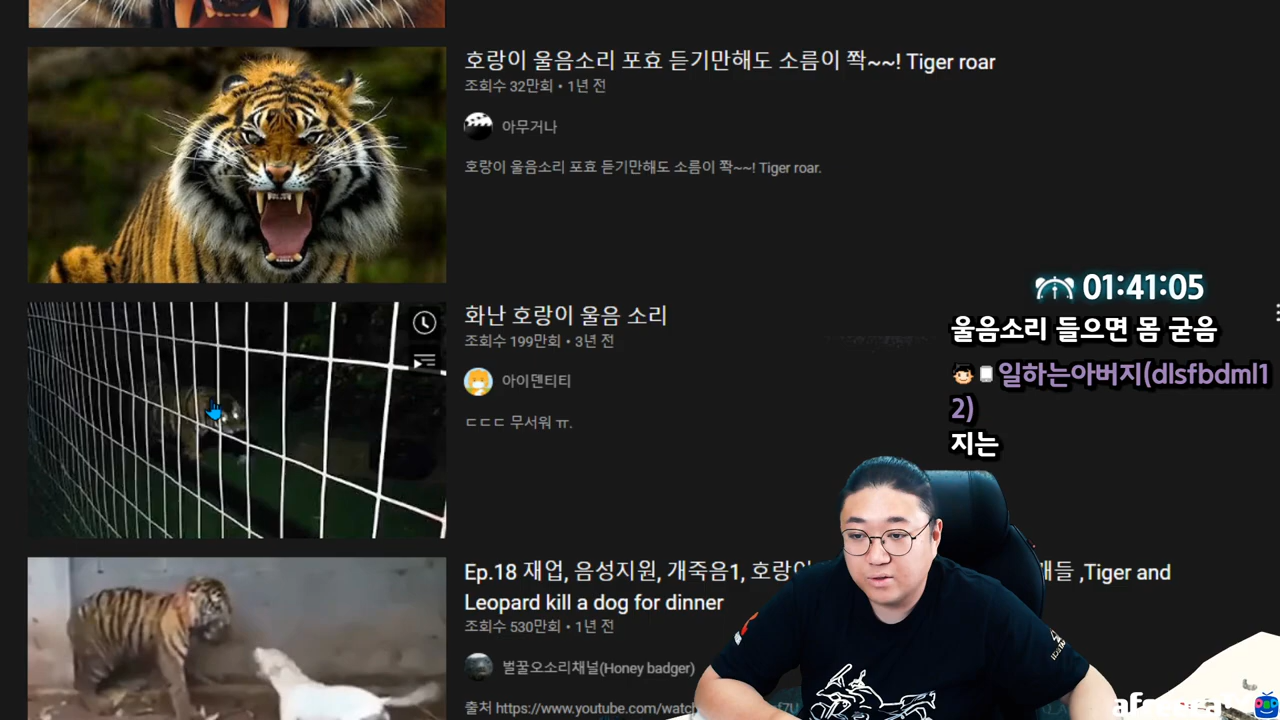 호랑이 울음소리 포효 듣기만해도 소름이 쫙~~! Tiger roar
조회수 32만회 • 1년 전
아무거나
호랑이 울음소리 포효 듣기만해도 소름이 쫙~~! Tiger roar.
화난 호랑이 울음 소리
조회수 199만회 • 3년 전
아이덴티티
ㄷㄷㄷ 무서워 ㅠ.
01:41:05
울음소리 들으면 몸 굳음
일하는아버지(dlsfbdml1
2)
지는
Ep.18 재업, 음성지원, 개죽음1, 호랑이 개들 ,Tiger and
Leopard kill a dog for dinner
조회수 530만회 • 1년 전
벌꿀오소리채널(Honey badger)
출처 https://www.youtube.com/watch